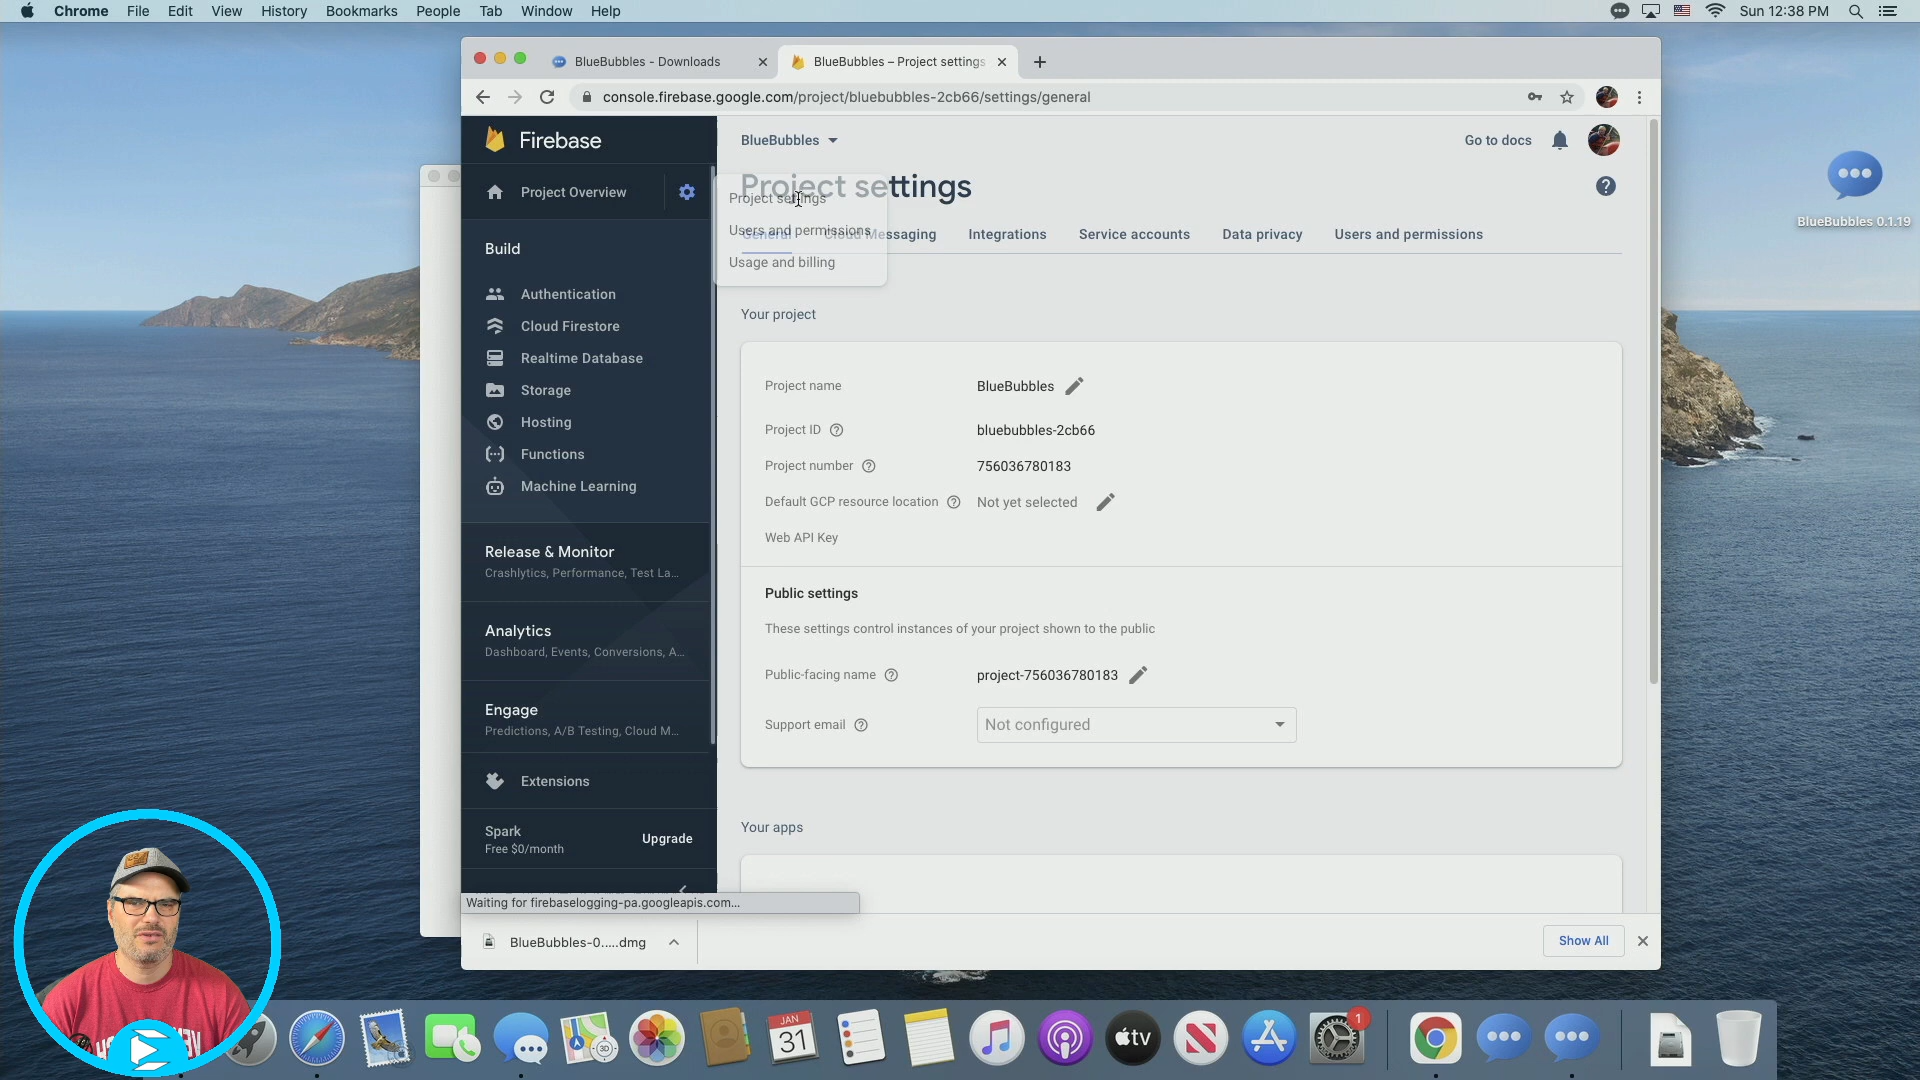 Chrome File Edit View History Bookmarks People Tab Window Help
Sun 12:38 PM
BlueBubbles - Downloads
BlueBubbles – Project settings
console.firebase.google.com/project/bluebubbles-2cb66/settings/general
Firebase
BlueBubbles
Go to docs
Project Overview
Project settings
Project settings
Users and permissions
Usage and billing
General
Cloud Messaging
Integrations
Service accounts
Data privacy
Users and permissions
BlueBubbles 0.1.19
Build
Authentication
Cloud Firestore
Realtime Database
Storage
Hosting
Functions
Machine Learning
Release & Monitor
Crashlytics, Performance, Test La...
Analytics
Dashboard, Events, Conversions, A...
Engage
Predictions, A/B Testing, Cloud M...
Extensions
Spark
Free $0/month
Upgrade
Your project
Project name BlueBubbles
Project ID bluebubbles-2cb66
Project number 756036780183
Default GCP resource location Not yet selected
Web API Key
Public settings
These settings control instances of your project shown to the public
Public-facing name project-756036780183
Support email Not configured
Your apps
Waiting for firebaselogging-pa.googleapis.com...
BlueBubbles-0.....dmg
Show All
JAN
31
3D
tv
1